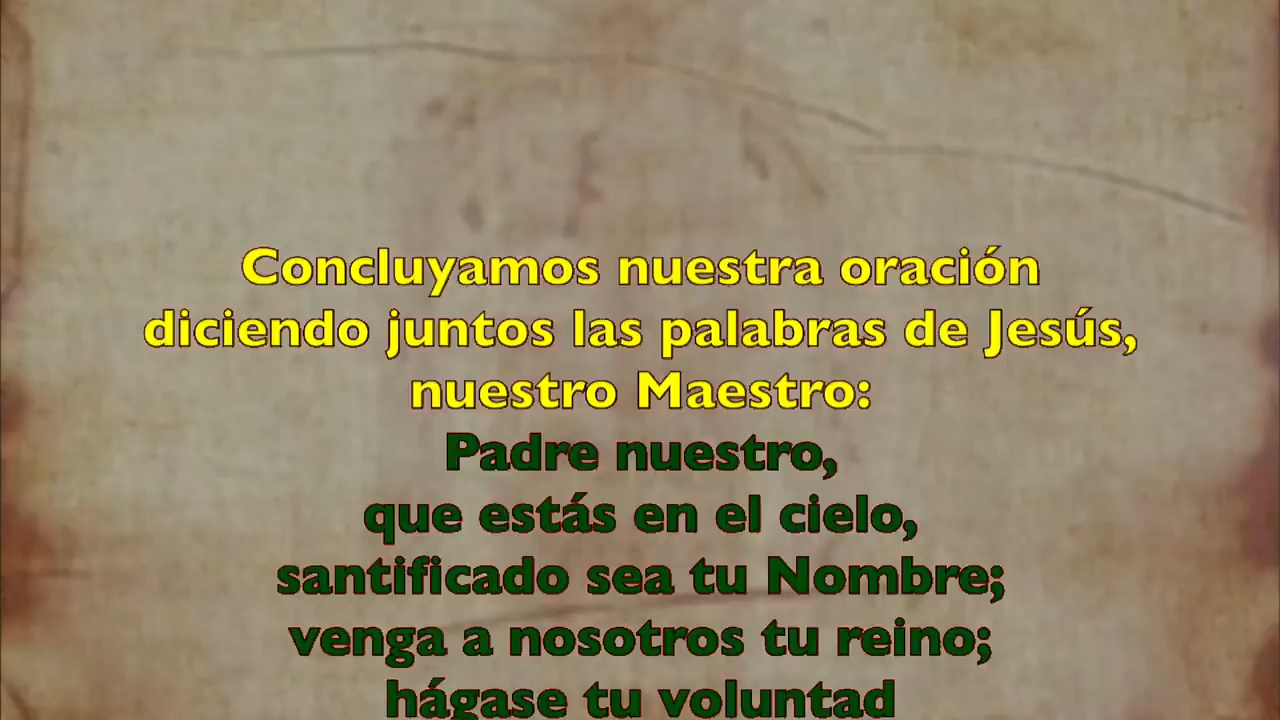 Concluyamos nuestra oración
diciendo juntos las palabras de Jesús,
nuestro Maestro:
Padre nuestro,
que estás en el cielo,
santificado sea tu Nombre;
venga a nosotros tu reino;
hágase tu voluntad